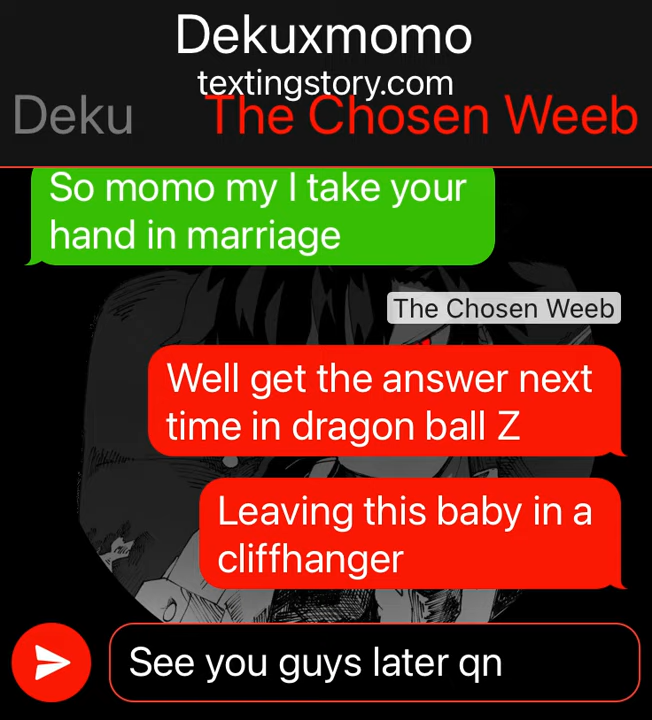 Dekuxmomo
textingstory.com
Deku The Chosen Weeb
So momo my I take your
hand in marriage
The Chosen Weeb
Well get the answer next
time in dragon ball Z
Leaving this baby in a
cliffhanger
See you guys later qn